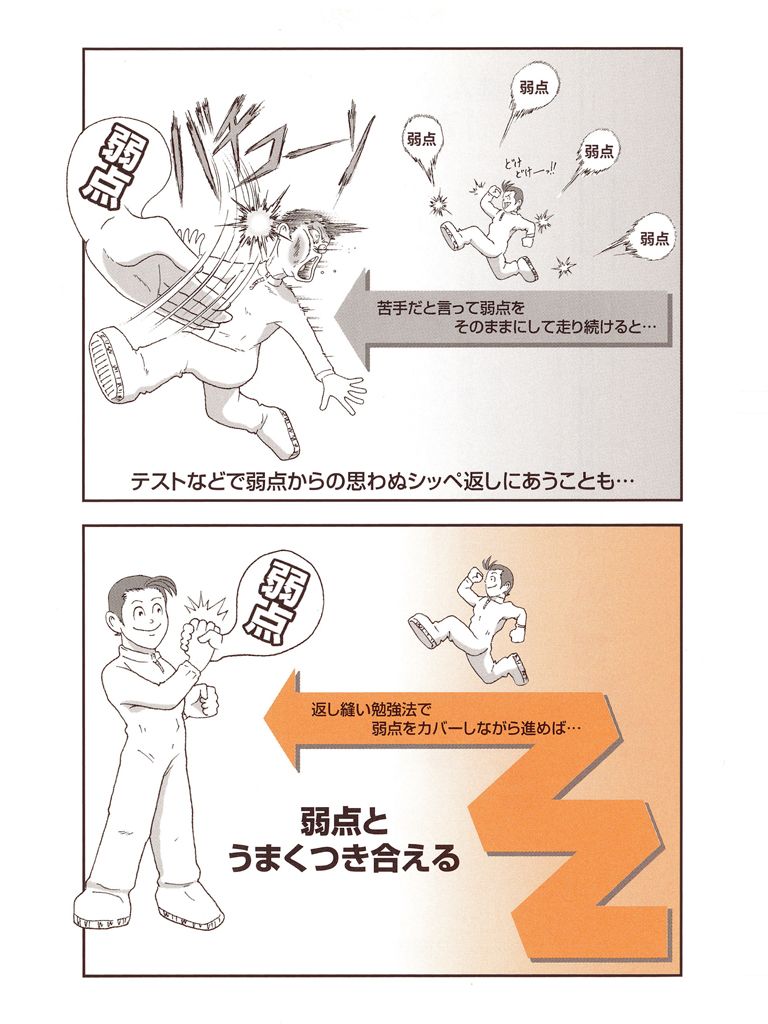 弱点
弱点
弱点
弱点
どけ
どけーっ!!
バイコーーン
弱点
苦手だと言って弱点を
そのままにして走り続けると…
テストなどで弱点からの思わぬシッペ返しにあうことも…
弱点
返し縫い勉強法で
弱点をカバーしながら進めば…
弱点と
うまくつき合える